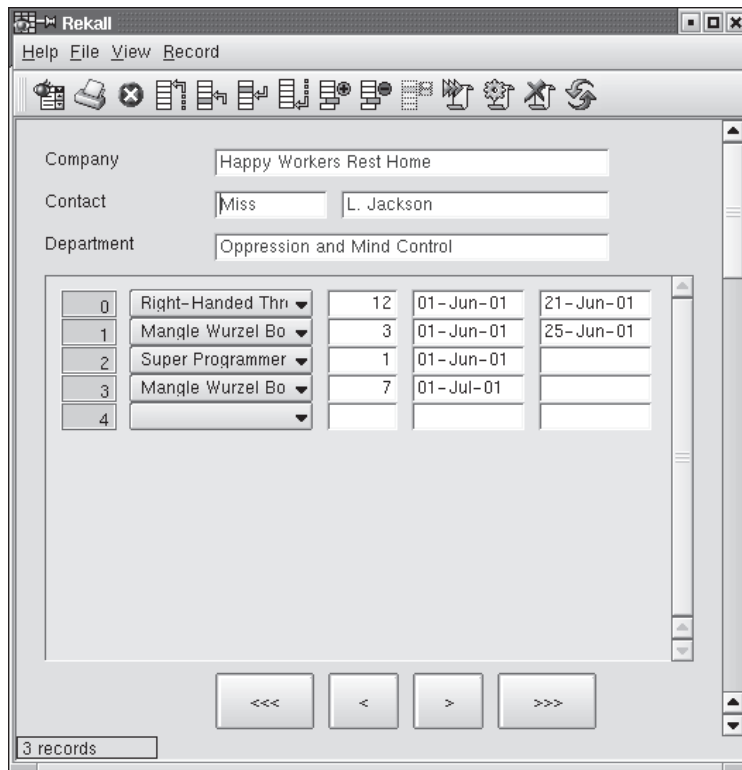 Rekall
Help File View Record
Company Happy Workers Rest Home
Contact Miss L. Jackson
Department Oppression and Mind Control
0 Right-Handed Thr 12 01-Jun-01 21-Jun-01
1 Mangle Wurzel Bo 3 01-Jun-01 25-Jun-01
2 Super Programmer 1 01-Jun-01
3 Mangle Wurzel Bo 7 01-Jul-01
4
<<< < > >>>
3 records